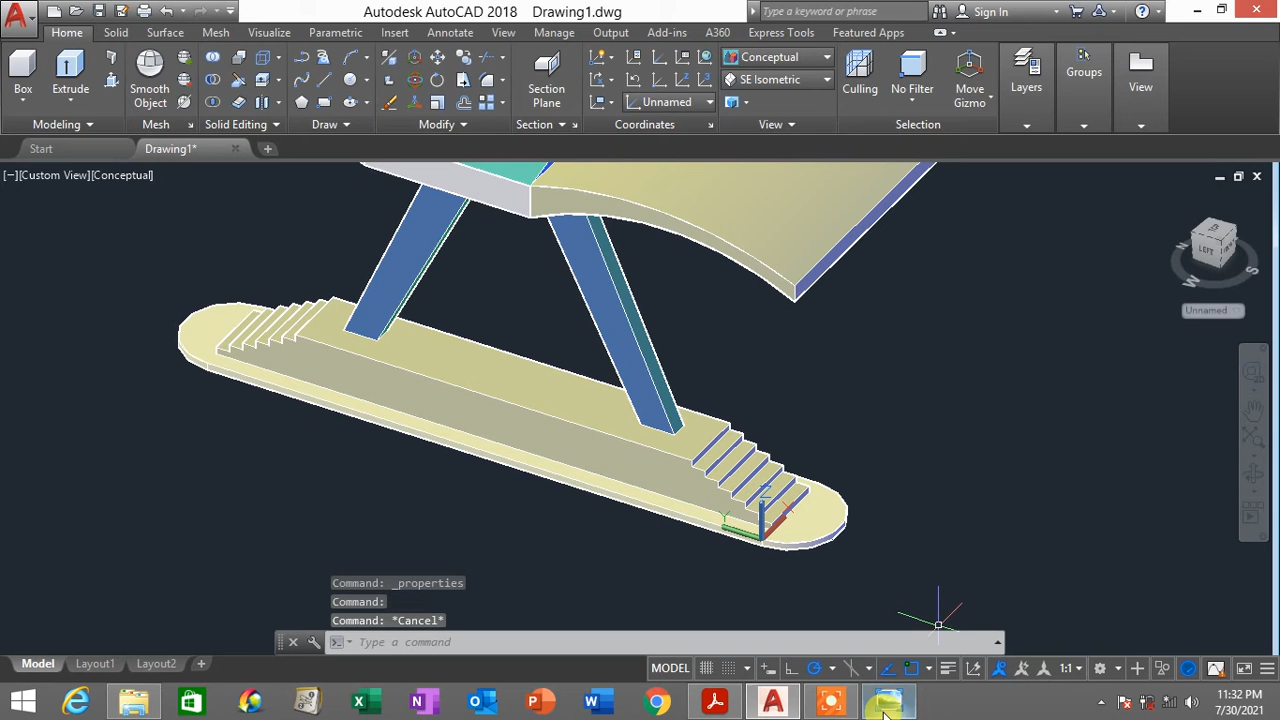 Autodesk AutoCAD 2018 Drawing1.dwg
Type a keyword or phrase
Sign In
Home Solid Surface Mesh Visualize Parametric Insert Annotate View Manage Output Add-ins A360 Express Tools Featured Apps
Conceptual
SE Isometric
Unnamed
Box Extrude Smooth Object Section Plane Culling No Filter Move Gizmo Layers Groups View
Modeling Mesh Solid Editing Draw Modify Section Coordinates View Selection
Start Drawing1*
[−][Custom View][Conceptual]
LEFT
N
S
W
Unnamed
Z
Y
X
Command: _properties
Command:
Command: *Cancel*
Type a command
Model Layout1 Layout2
MODEL
1:1
11:32 PM
7/30/2021